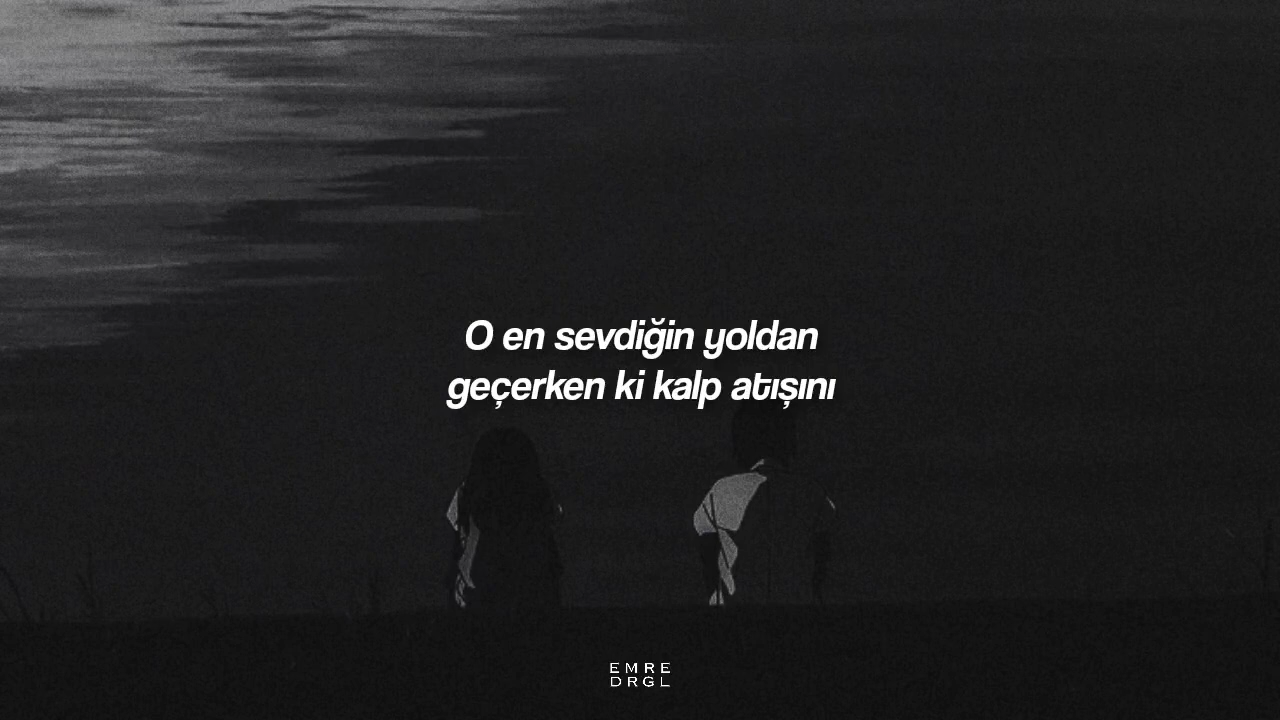 O en sevdiğin yoldan
geçerken ki kalp atışını
EMRE
DRGL